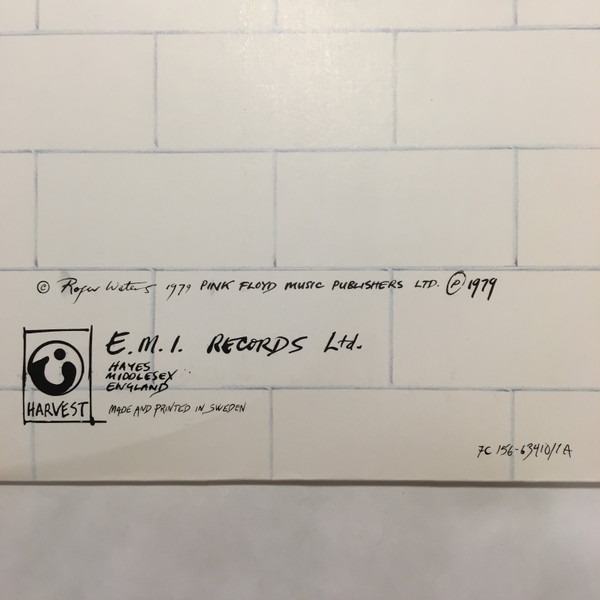 © Roger Waters 1979 PINK FLOYD MUSIC PUBLISHERS LTD. Ⓟ 1979
E.M.I. RECORDS Ltd.
HAYES
MIDDLESEX
ENGLAND
HARVEST
MADE AND PRINTED IN SWEDEN
7C 156-63410/1 A